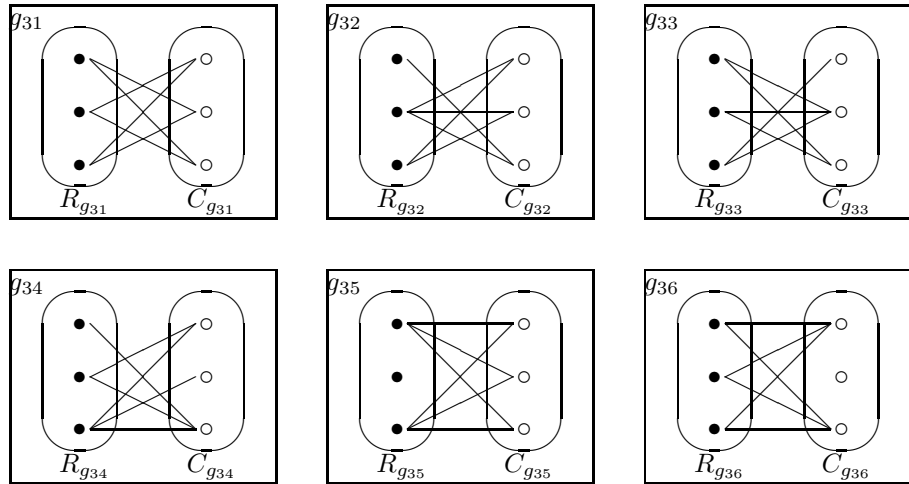 g₃₁ g₃₂ g₃₃
R_{g₃₁} C_{g₃₁} R_{g₃₂} C_{g₃₂} R_{g₃₃} C_{g₃₃}
g₃₄ g₃₅ g₃₆
R_{g₃₄} C_{g₃₄} R_{g₃₅} C_{g₃₅} R_{g₃₆} C_{g₃₆}